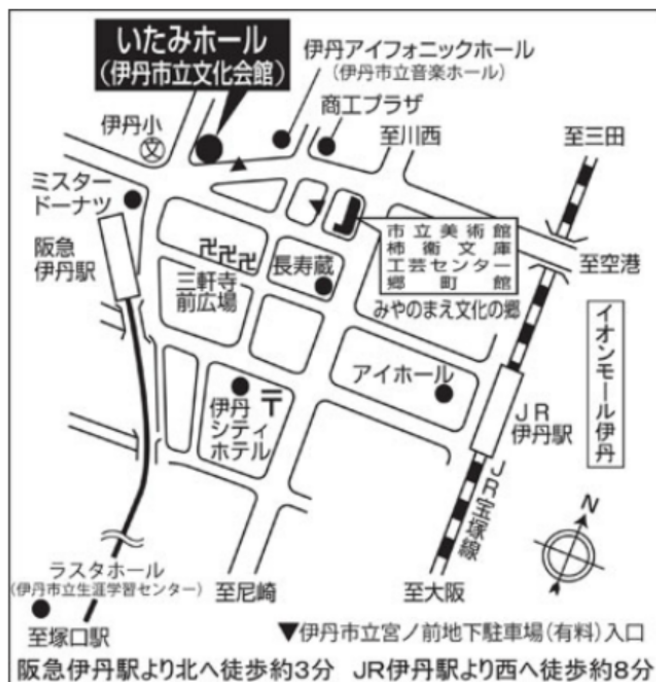 いたみホール
(伊丹市立文化会館)
伊丹アイフォニックホール
(伊丹市立音楽ホール)
商工プラザ
伊丹小
文
至川西
至三田
ミスター
ドーナツ
阪急
伊丹駅
卍卍卍
三軒寺
前広場
長寿蔵
市立美術館
柿衞文庫
工芸センター
郷町館
みやのまえ文化の郷
至空港
イオンモール伊丹
アイホール
伊丹
シティ
ホテル
〒
JR
伊丹駅
JR宝塚線
N
ラスタホール
(伊丹市立生涯学習センター)
至塚口駅
至尼崎
至大阪
▼伊丹市立宮ノ前地下駐車場(有料)入口
阪急伊丹駅より北へ徒歩約3分 JR伊丹駅より西へ徒歩約8分